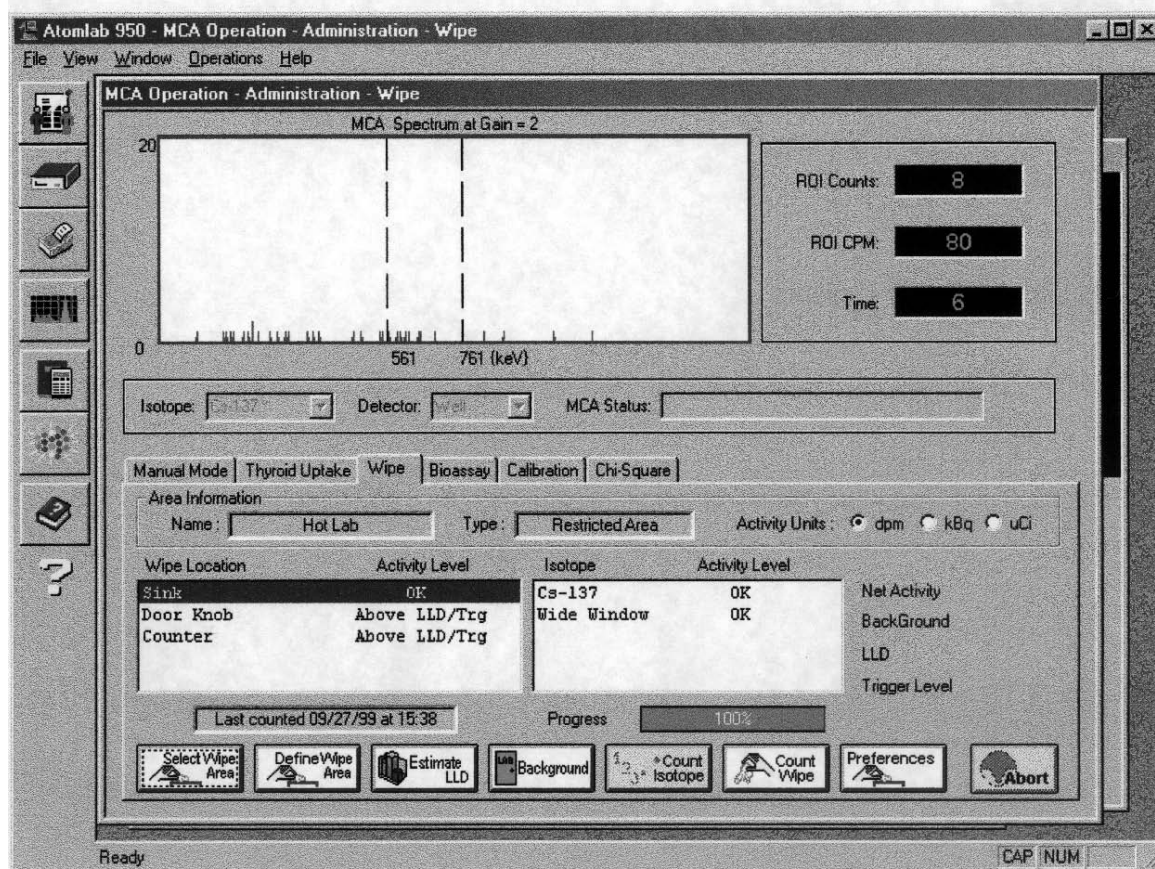 Atomlab 950 - MCA Operation - Administration - Wipe
File View Window Operations Help
MCA Operation - Administration - Wipe
MCA Spectrum at Gain = 2
20
0
561 761 (keV)
ROI Counts: 8
ROI CPM: 80
Time: 6
Isotope: Cs-137 Detector: Well MCA Status:
Manual Mode Thyroid Uptake Wipe Bioassay Calibration Chi-Square
Area Information
Name : Hot Lab Type : Restricted Area Activity Units : dpm kBq uCi
Wipe Location Activity Level Isotope Activity Level
Sink OK Cs-137 OK Net Activity
Door Knob Above LLD/Trg Wide Window OK BackGround
Counter Above LLD/Trg LLD
Trigger Level
Last counted 09/27/99 at 15:38 Progress 100%
Select Wipe Area Define Wipe Area Estimate LLD Background Count Isotope Count Wipe Preferences Abort
Ready CAP NUM